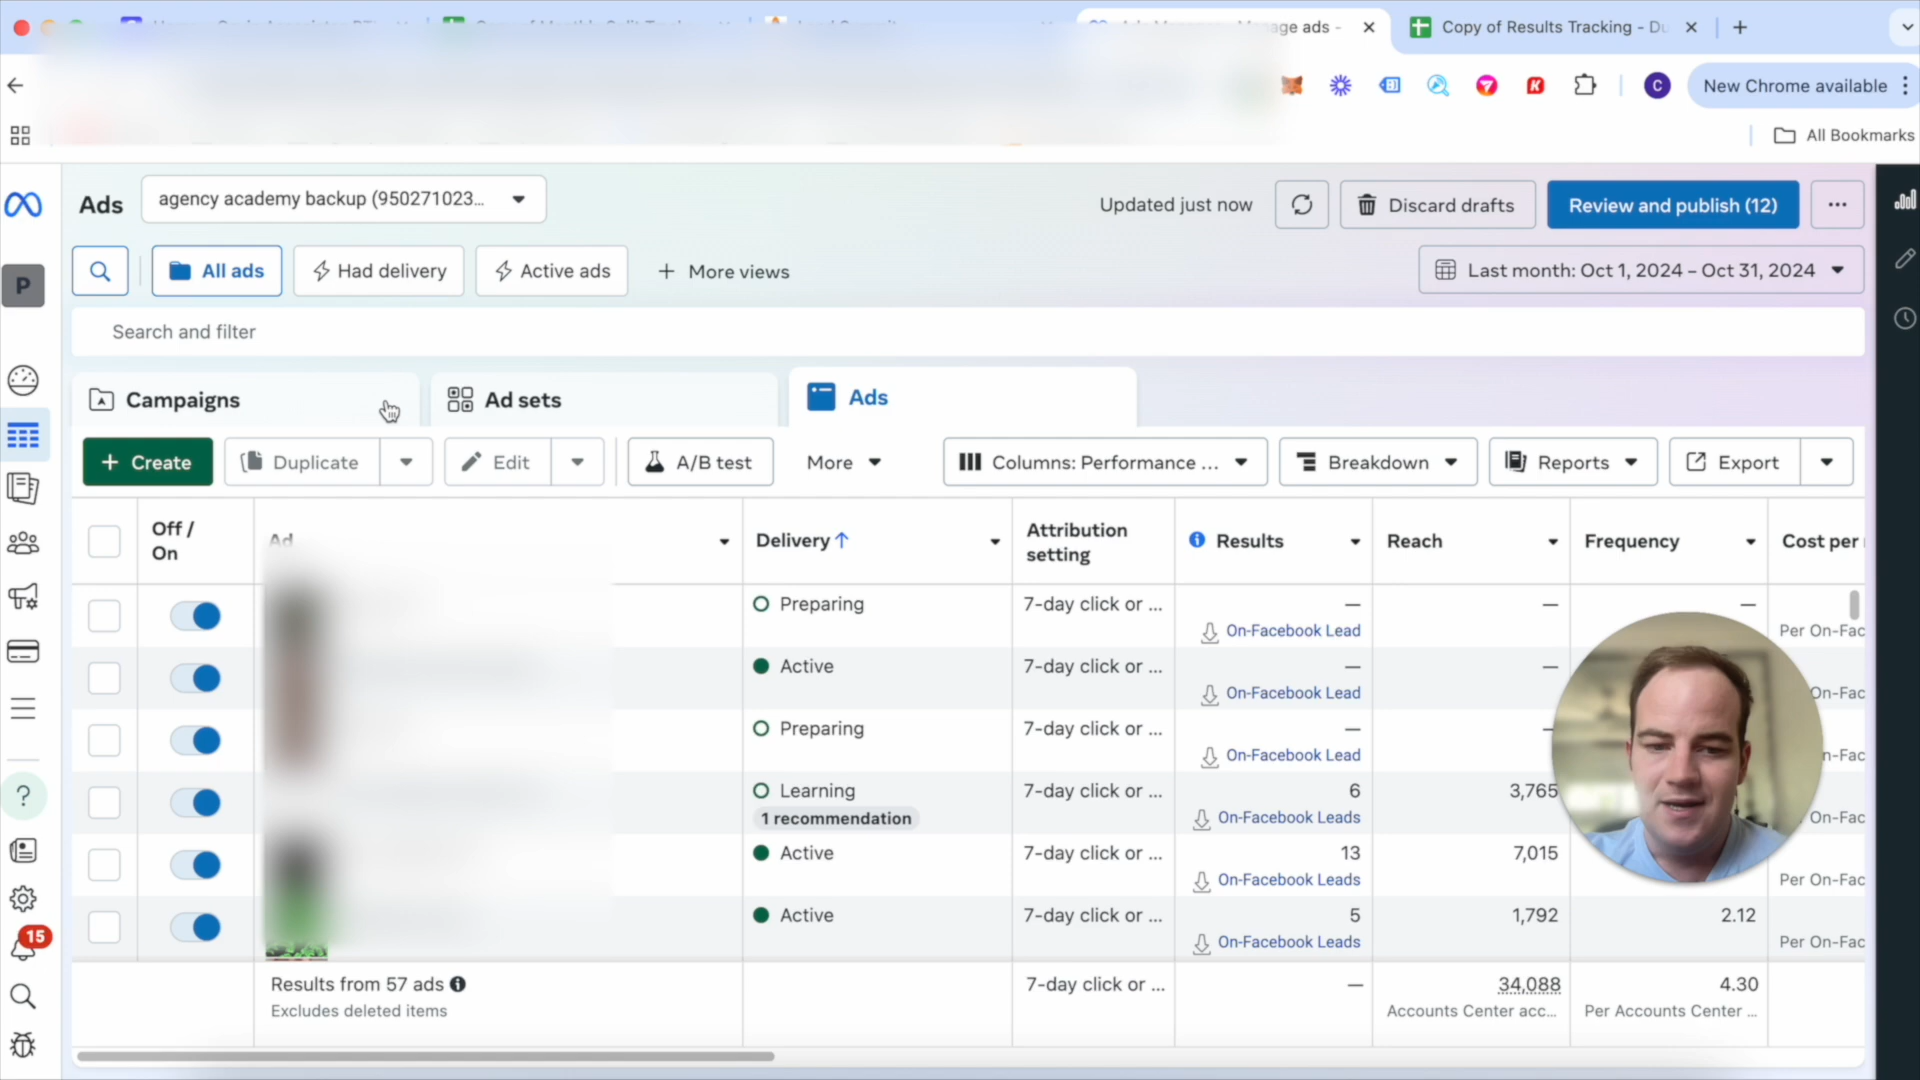 age ads -
Copy of Results Tracking - Du
New Chrome available
C
All Bookmarks
Ads
agency academy backup (950271023...
Updated just now
Discard drafts
Review and publish (12)
P
All ads
Had delivery
Active ads
+ More views
Last month: Oct 1, 2024 – Oct 31, 2024
Search and filter
Campaigns
Ad sets
Ads
+ Create
Duplicate
Edit
A/B test
More
Columns: Performance ...
Breakdown
Reports
Export
Off / On
Ad
Delivery ↑
Attribution setting
Results
Reach
Frequency
Cost per
Preparing
7-day click or ...
—
—
—
On-Facebook Lead
Per On-Fac
Active
7-day click or ...
—
—
On-Facebook Lead
On-Fac
Preparing
7-day click or ...
—
—
On-Facebook Lead
n-Fac
Learning
7-day click or ...
6
3,765
1 recommendation
On-Facebook Leads
On-Fac
Active
7-day click or ...
13
7,015
On-Facebook Leads
Per On-Fac
Active
7-day click or ...
5
1,792
2.12
On-Facebook Leads
Per On-Fac
15
Results from 57 ads
7-day click or ...
—
34,088
4.30
Excludes deleted items
Accounts Center acc...
Per Accounts Center ...